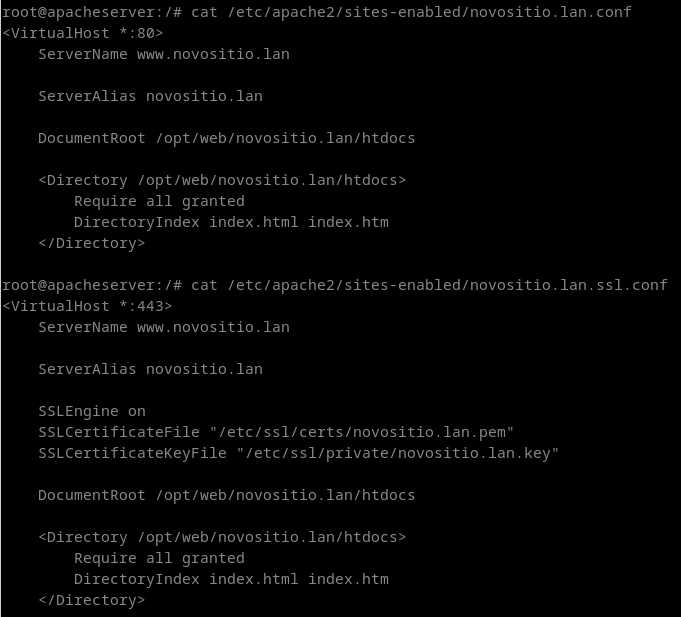 root@apacheserver:/# cat /etc/apache2/sites-enabled/novositio.lan.conf
<VirtualHost *:80>
    ServerName www.novositio.lan

    ServerAlias novositio.lan

    DocumentRoot /opt/web/novositio.lan/htdocs

    <Directory /opt/web/novositio.lan/htdocs>
        Require all granted
        DirectoryIndex index.html index.htm
    </Directory>

root@apacheserver:/# cat /etc/apache2/sites-enabled/novositio.lan.ssl.conf
<VirtualHost *:443>
    ServerName www.novositio.lan

    ServerAlias novositio.lan

    SSLEngine on
    SSLCertificateFile "/etc/ssl/certs/novositio.lan.pem"
    SSLCertificateKeyFile "/etc/ssl/private/novositio.lan.key"

    DocumentRoot /opt/web/novositio.lan/htdocs

    <Directory /opt/web/novositio.lan/htdocs>
        Require all granted
        DirectoryIndex index.html index.htm
    </Directory>